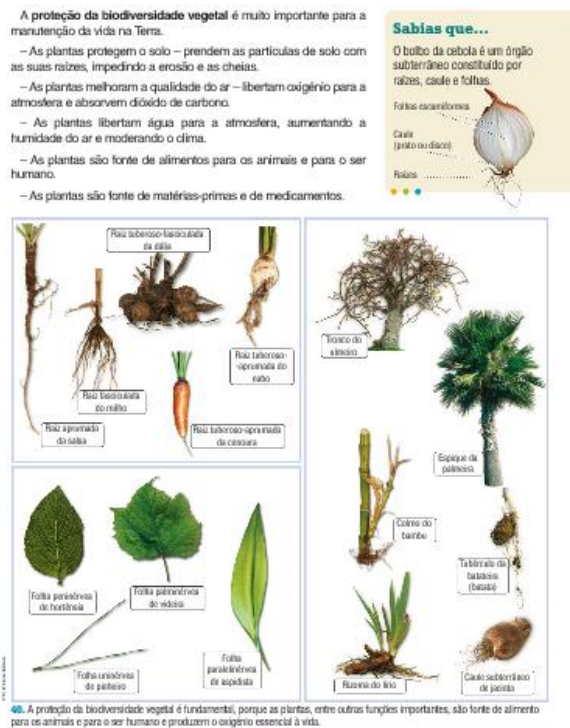 A proteção da biodiversidade vegetal é muito importante para a
manutenção da vida na Terra.
– As plantas protegem o solo – prendem as partículas de solo com
as suas raízes, impedindo a erosão e as cheias.
– As plantas melhoram a qualidade do ar – libertam oxigénio para a
atmosfera e absorvem dióxido de carbono.
– As plantas libertam água para a atmosfera, aumentando a
humidade do ar e moderando o clima.
– As plantas são fonte de alimentos para os animais e para o ser
humano.
– As plantas são fonte de matérias-primas e de medicamentos.
Sabias que...
O bolbo da cebola é um órgão
subterrâneo constituído por
raízes, caule e folhas.
Folhas escamiformes
Caule
(prato ou disco)
Raízes
Raiz tuberoso-fasciculada
da dália
Raiz tuberoso-
-aprumada do
nabo
Raiz fasciculada
do milho
Raiz aprumada
da salsa
Raiz tuberoso-aprumada
da cenoura
Tronco do
ulmeiro
Espique da
palmeira
Colmo do
bambu
Tubérculo da
batateira
(batata)
Rizoma do lírio
Caule subterrâneo
de jacinto
Folha peninérvea
de hortênsia
Folha palminérvea
de videira
Folha uninérvea
de pinheiro
Folha
paralelinérvea
de aspidistra
40. A proteção da biodiversidade vegetal é fundamental, porque as plantas, entre outras funções importantes, são fonte de alimento
para os animais e para o ser humano e produzem o oxigénio essencial à vida.